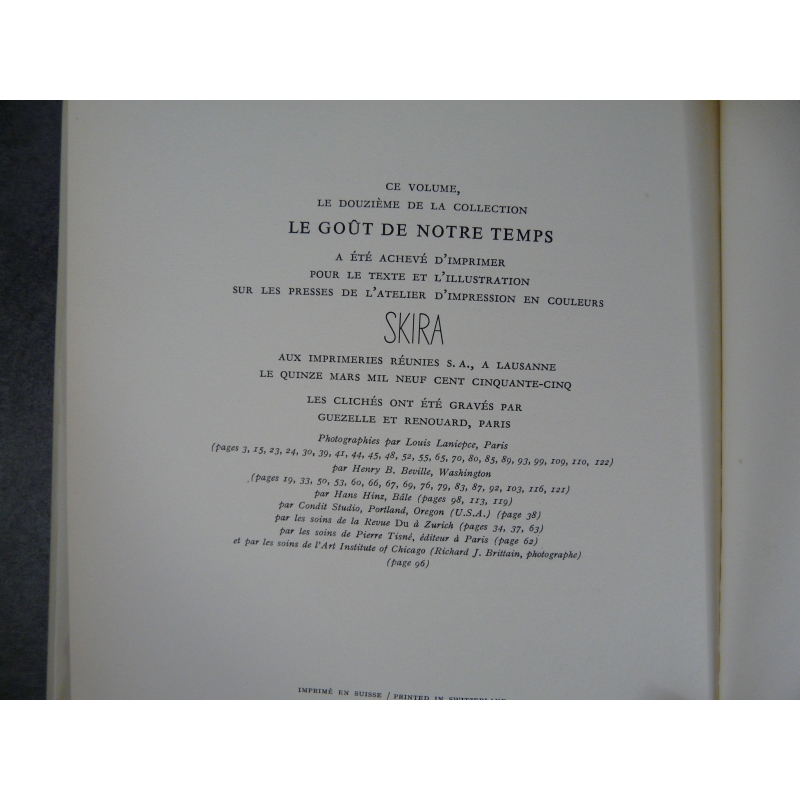 CE VOLUME,
LE DOUZIÈME DE LA COLLECTION
LE GOÛT DE NOTRE TEMPS
A ÉTÉ ACHEVÉ D'IMPRIMER
POUR LE TEXTE ET L'ILLUSTRATION
SUR LES PRESSES DE L'ATELIER D'IMPRESSION EN COULEURS
SKIRA
AUX IMPRIMERIES RÉUNIES S.A., A LAUSANNE
LE QUINZE MARS MIL NEUF CENT CINQUANTE-CINQ
LES CLICHÉS ONT ÉTÉ GRAVÉS PAR
GUEZELLE ET RENOUARD, PARIS
Photographies par Louis Laniepce, Paris
(pages 3, 15, 23, 24, 30, 39, 41, 44, 45, 48, 52, 55, 65, 70, 80, 85, 89, 93, 99, 109, 110, 122)
par Henry B. Beville, Washington
(pages 19, 33, 50, 53, 60, 66, 67, 69, 76, 79, 83, 87, 92, 103, 116, 121)
par Hans Hinz, Bâle (pages 98, 113, 119)
par Condit Studio, Portland, Oregon (U.S.A.) (page 38)
par les soins de la Revue Du à Zurich (pages 34, 37, 63)
par les soins de Pierre Tisné, éditeur à Paris (page 62)
et par les soins de l'Art Institute of Chicago (Richard J. Brittain, photographe)
(page 96)
IMPRIMÉ EN SUISSE / PRINTED IN SWITZERLAND